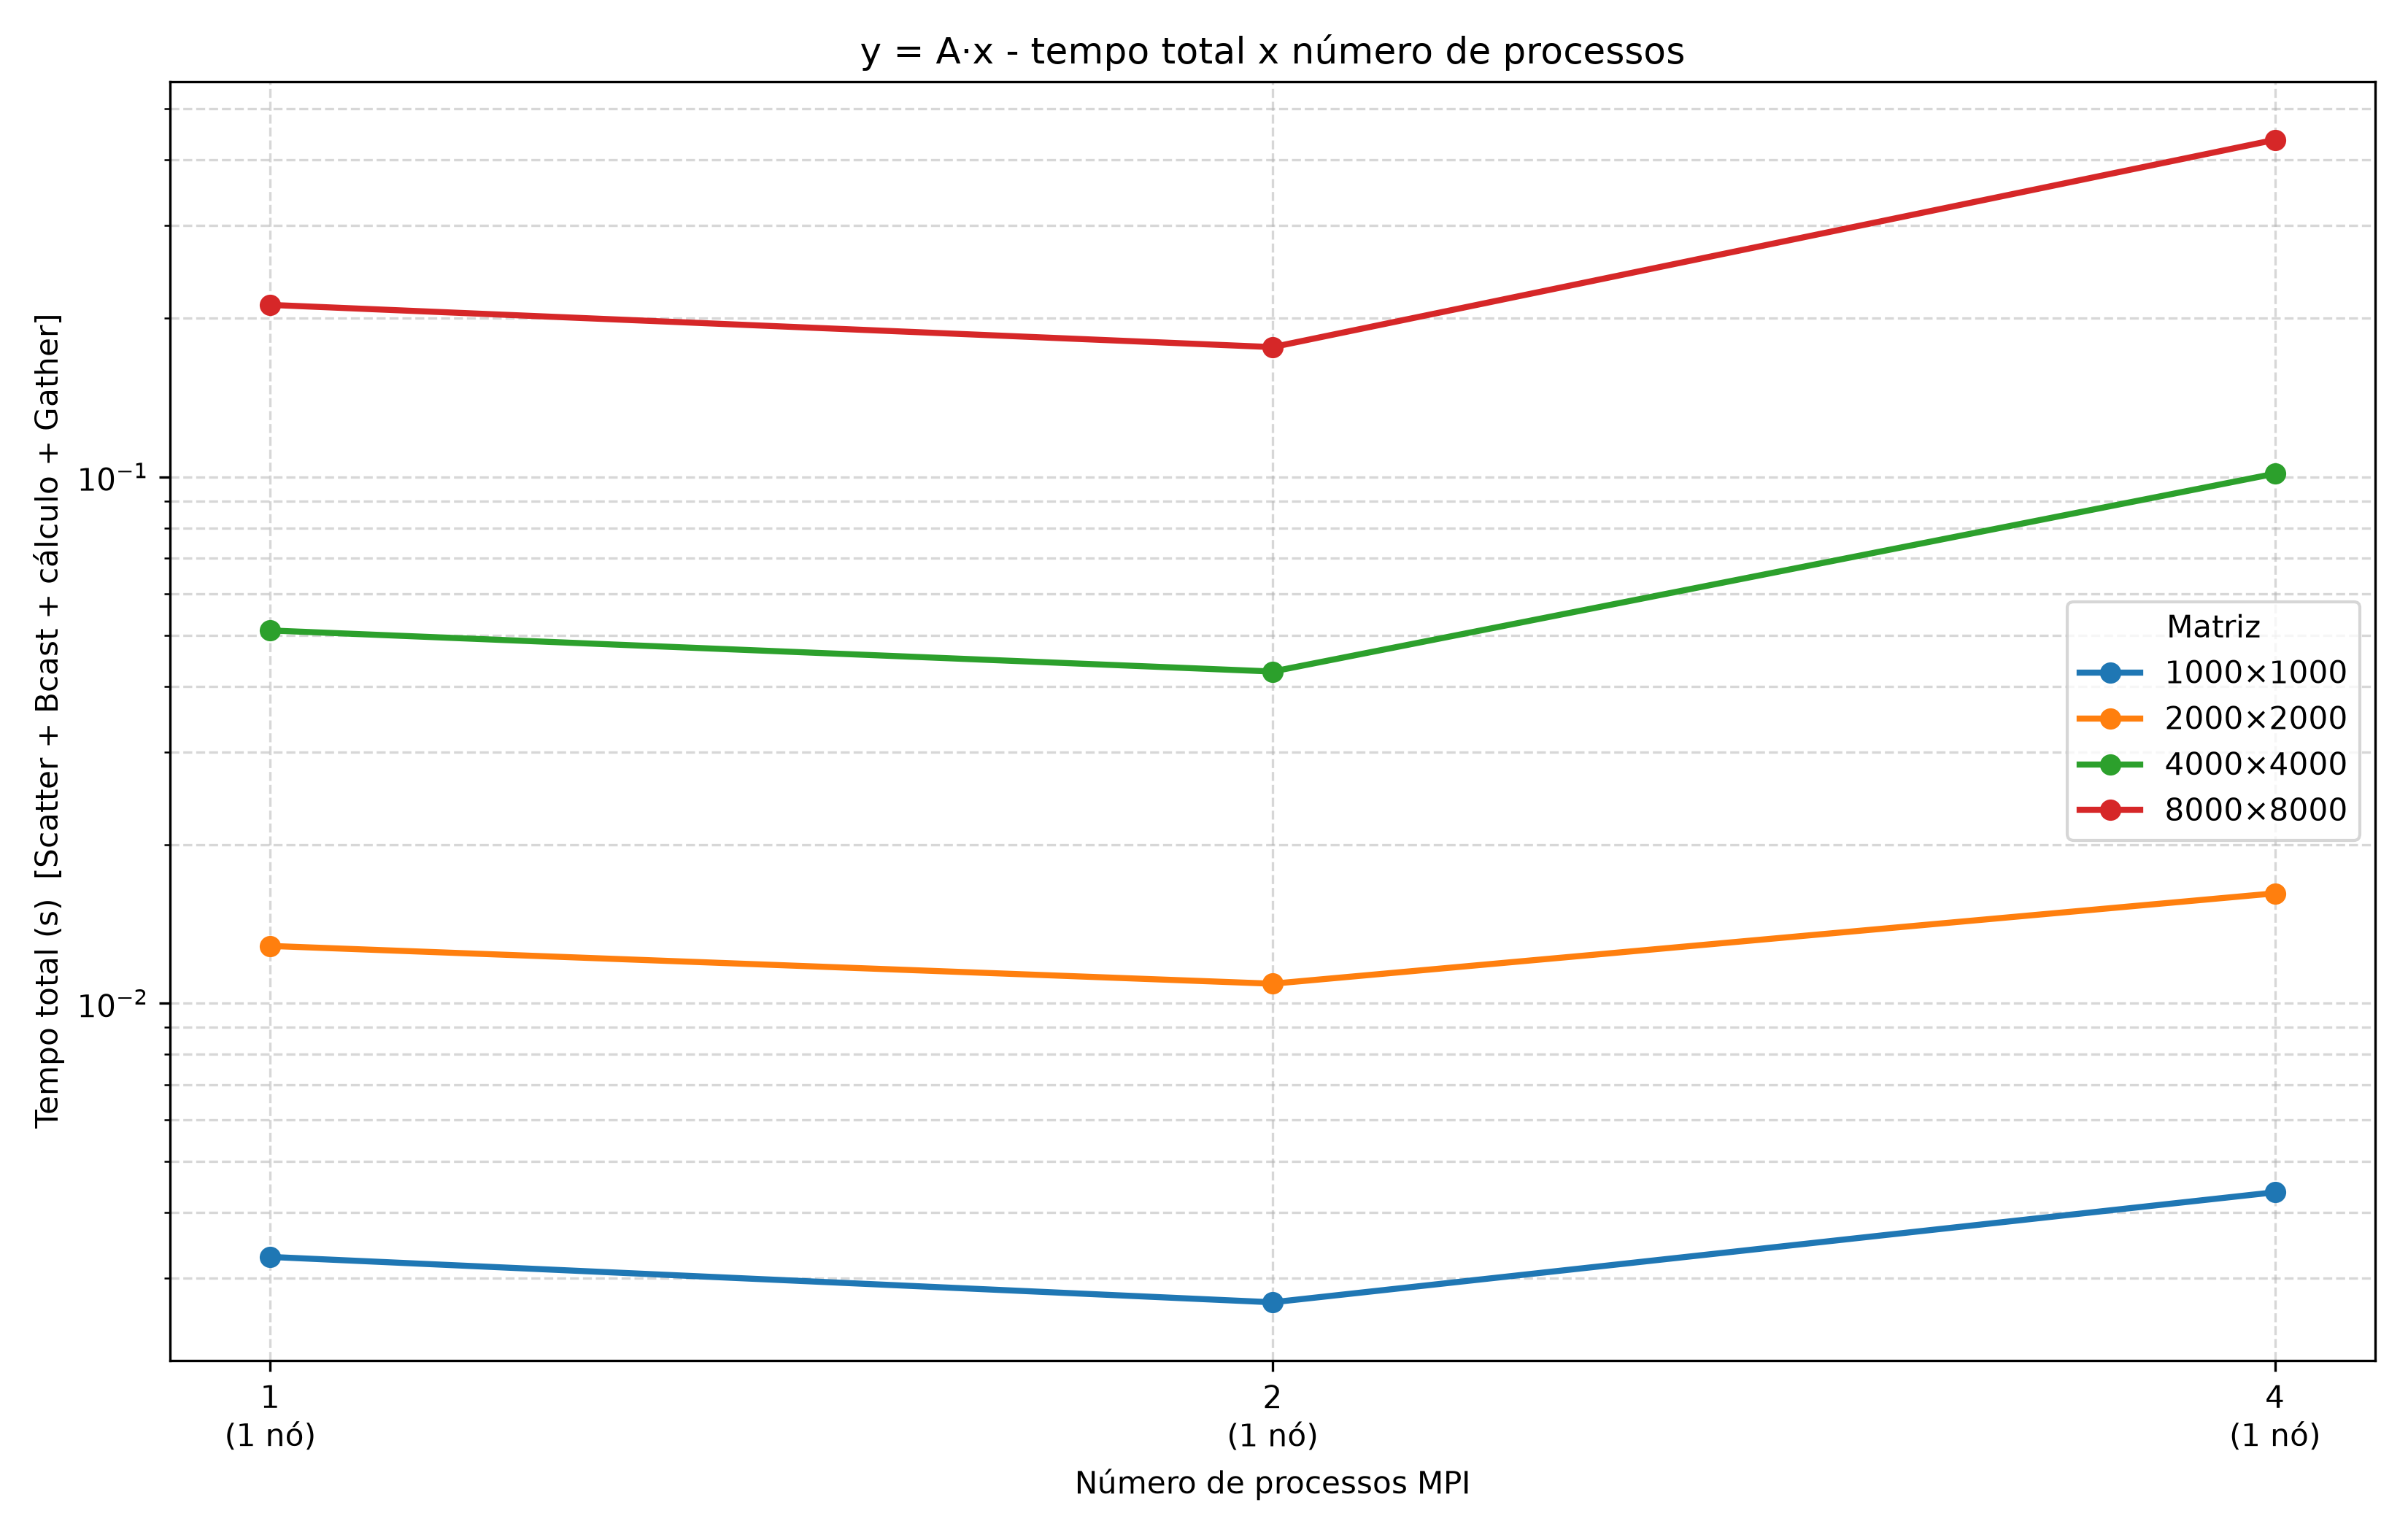 y = A·x - tempo total x número de processos
Tempo total (s)  [Scatter + Bcast + cálculo + Gather]
10⁻¹
10⁻²
Matriz
1000×1000
2000×2000
4000×4000
8000×8000
1 2 4
(1 nó) (1 nó) (1 nó)
Número de processos MPI